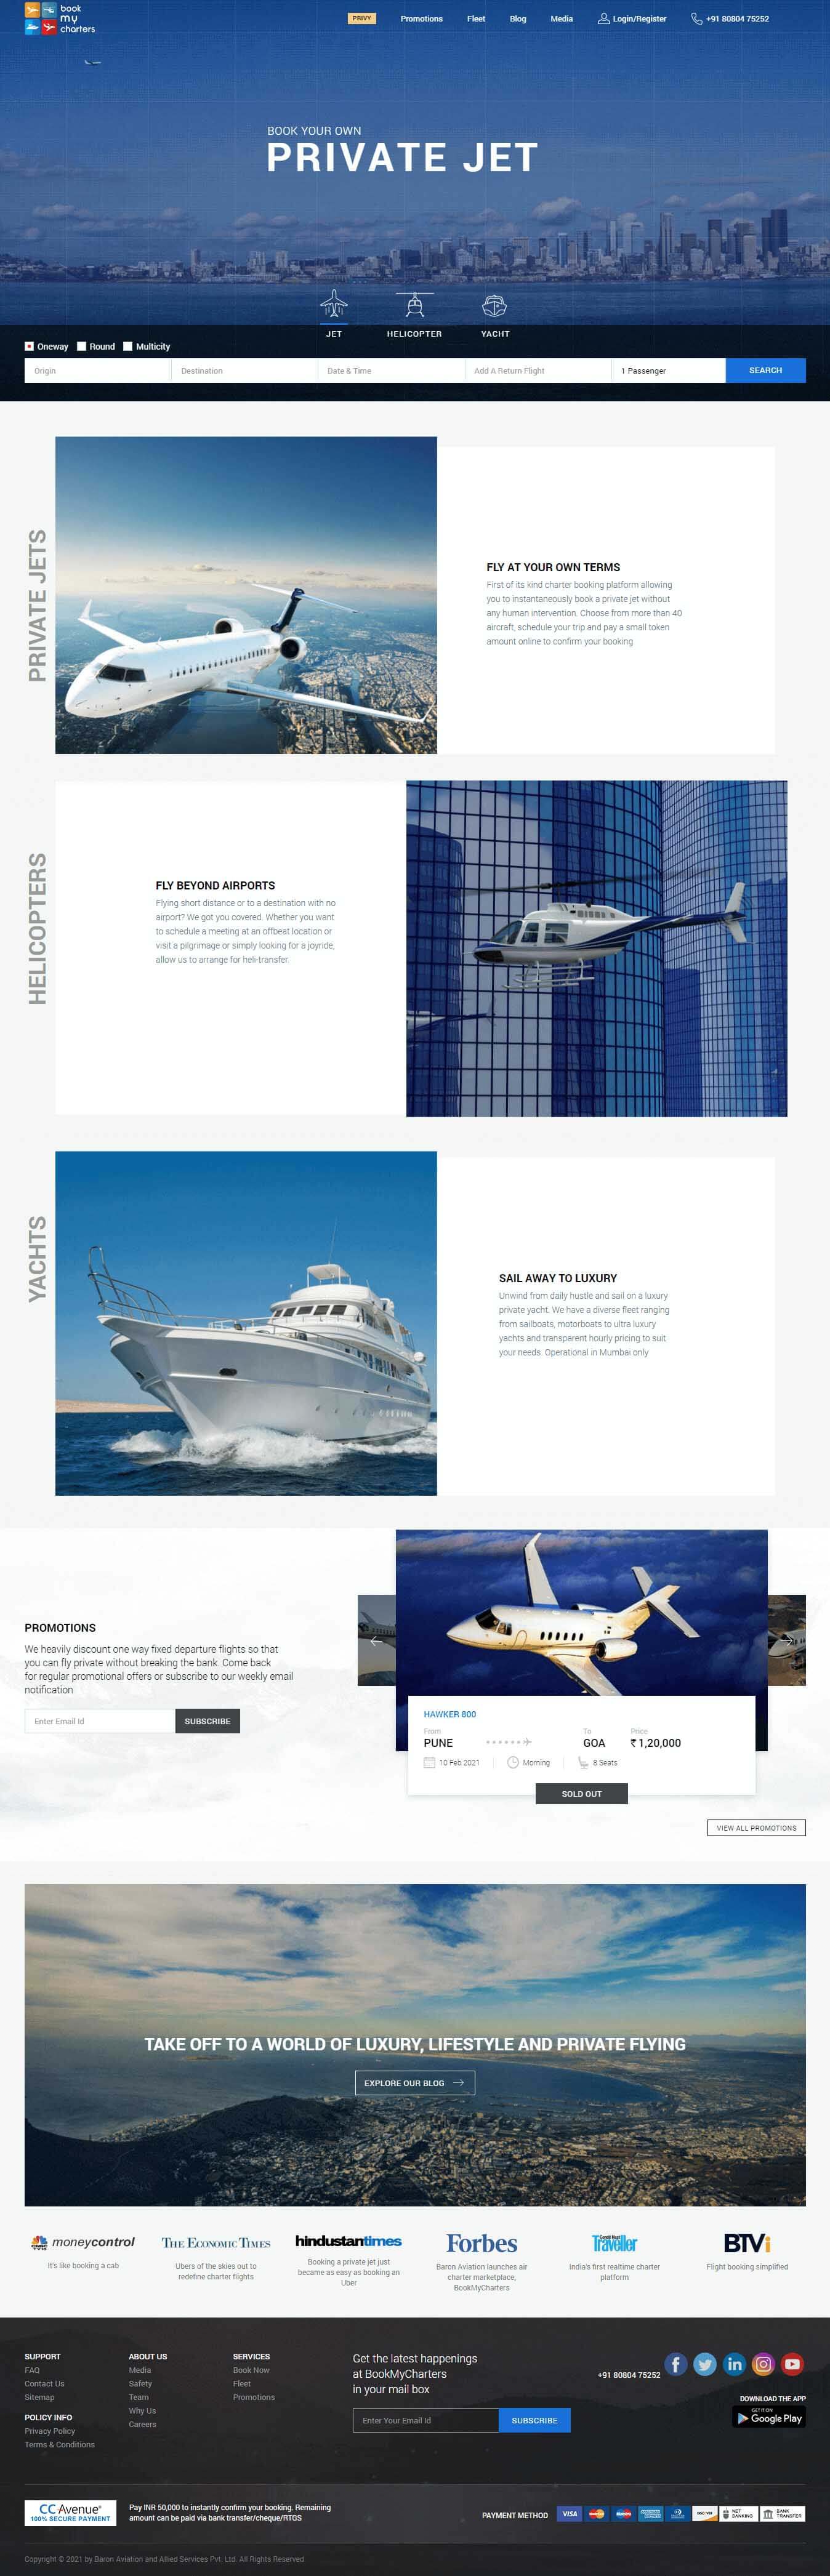 book
my
charters
PRIVY
Promotions
Fleet
Blog
Media
Login/Register
+91 80804 75252
BOOK YOUR OWN
PRIVATE JET
JET
HELICOPTER
YACHT
Oneway
Round
Multicity
Origin
Destination
Date & Time
Add A Return Flight
1 Passenger
SEARCH
PRIVATE JETS
FLY AT YOUR OWN TERMS
First of its kind charter booking platform allowing
you to instantaneously book a private jet without
any human intervention. Choose from more than 40
aircraft, schedule your trip and pay a small token
amount online to confirm your booking
HELICOPTERS
FLY BEYOND AIRPORTS
Flying short distance or to a destination with no
airport? We got you covered. Whether you want
to schedule a meeting at an offbeat location or
visit a pilgrimage or simply looking for a joyride,
allow us to arrange for heli-transfer.
YACHTS
SAIL AWAY TO LUXURY
Unwind from daily hustle and sail on a luxury
private yacht. We have a diverse fleet ranging
from sailboats, motorboats to ultra luxury
yachts and transparent hourly pricing to suit
your needs. Operational in Mumbai only
PROMOTIONS
We heavily discount one way fixed departure flights so that
you can fly private without breaking the bank. Come back
for regular promotional offers or subscribe to our weekly email
notification
Enter Email Id
SUBSCRIBE
HAWKER 800
From
To
Price
PUNE
GOA
₹ 1,20,000
10 Feb 2021
Morning
8 Seats
SOLD OUT
VIEW ALL PROMOTIONS
TAKE OFF TO A WORLD OF LUXURY, LIFESTYLE AND PRIVATE FLYING
EXPLORE OUR BLOG
moneycontrol
It's like booking a cab
THE ECONOMIC TIMES
Ubers of the skies out to
redefine charter flights
hindustantimes
Booking a private jet just
became as easy as booking an
Uber
Forbes
Baron Aviation launches air
charter marketplace,
BookMyCharters
Condé Nast
Traveller
India's first realtime charter
platform
BTVi
Flight booking simplified
SUPPORT
FAQ
Contact Us
Sitemap
POLICY INFO
Privacy Policy
Terms & Conditions
ABOUT US
Media
Safety
Team
Why Us
Careers
SERVICES
Book Now
Fleet
Promotions
Get the latest happenings
at BookMyCharters
in your mail box
Enter Your Email Id
SUBSCRIBE
+91 80804 75252
DOWNLOAD THE APP
GET IT ON
Google Play
CC Avenue
100% SECURE PAYMENT
Pay INR 50,000 to instantly confirm your booking. Remaining
amount can be paid via bank transfer/cheque/RTGS
PAYMENT METHOD
VISA
DISCOVER
NET
BANKING
BANK
TRANSFER
Copyright © 2021 by Baron Aviation and Allied Services Pvt. Ltd. All Rights Reserved